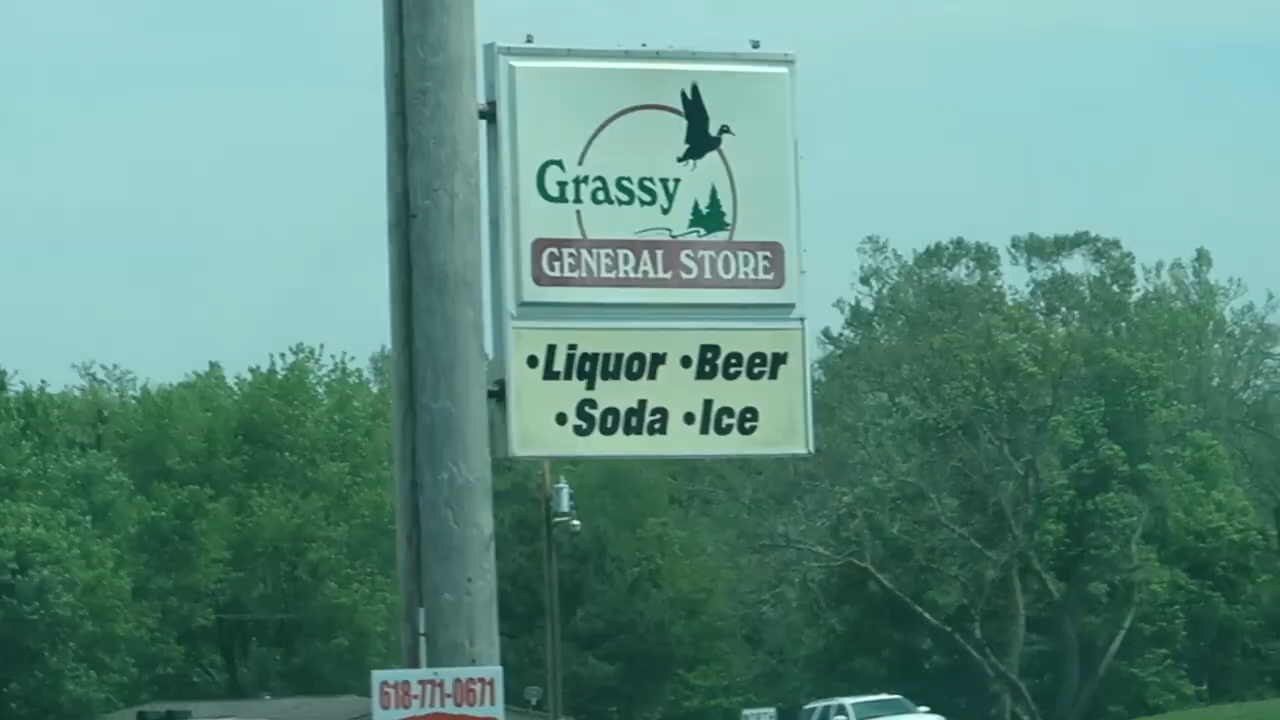 Grassy
GENERAL STORE
•Liquor •Beer
•Soda •Ice
618-771-0671